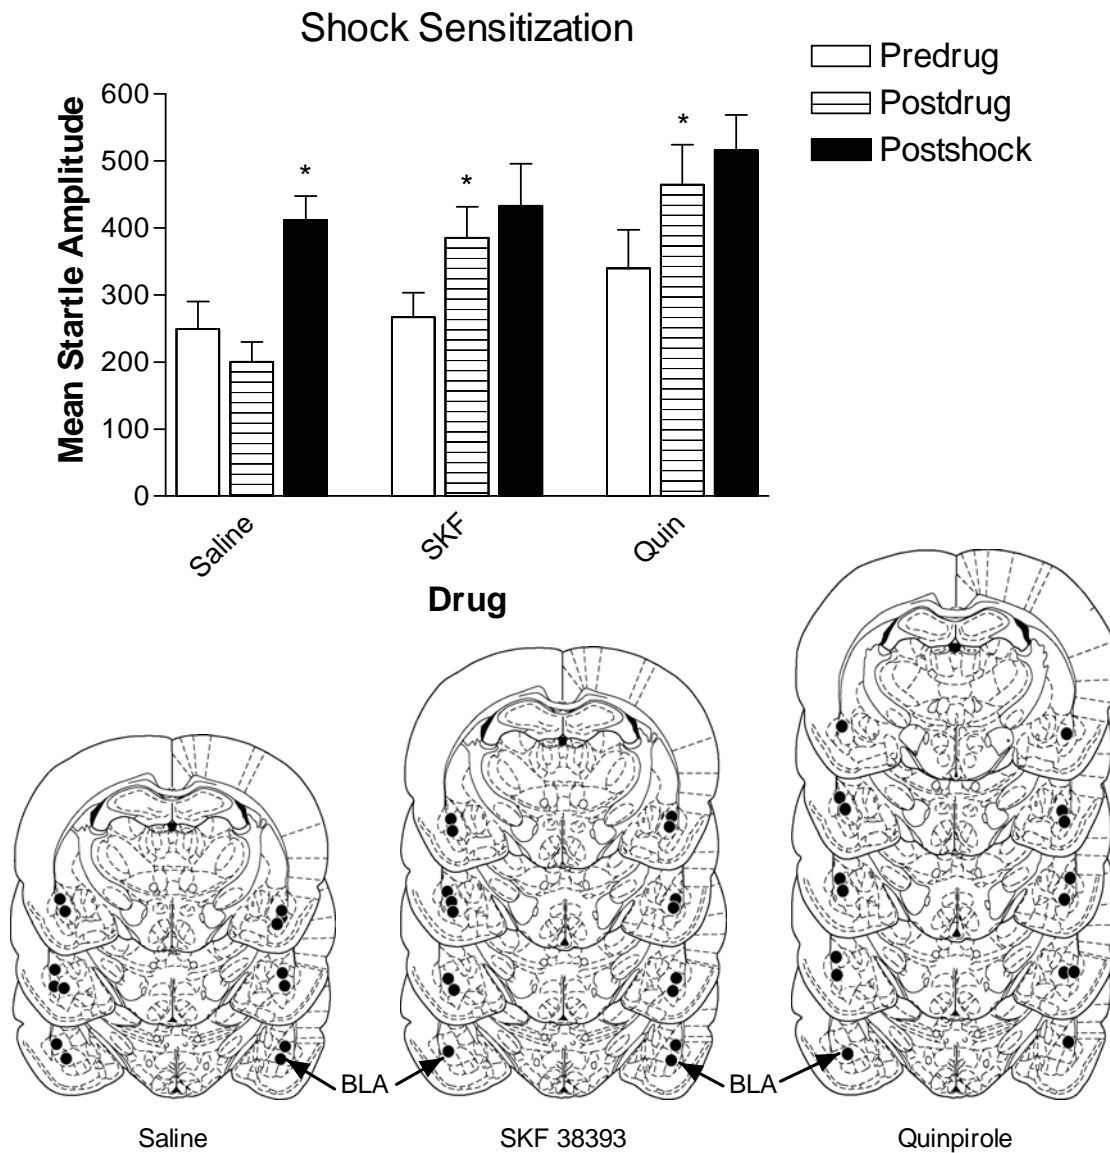 Shock Sensitization
Predrug
Postdrug
Postshock
Mean Startle Amplitude
600
500
400
300
200
100
0
*
*
*
Saline
SKF
Quin
Drug
BLA
BLA
Saline
SKF 38393
Quinpirole